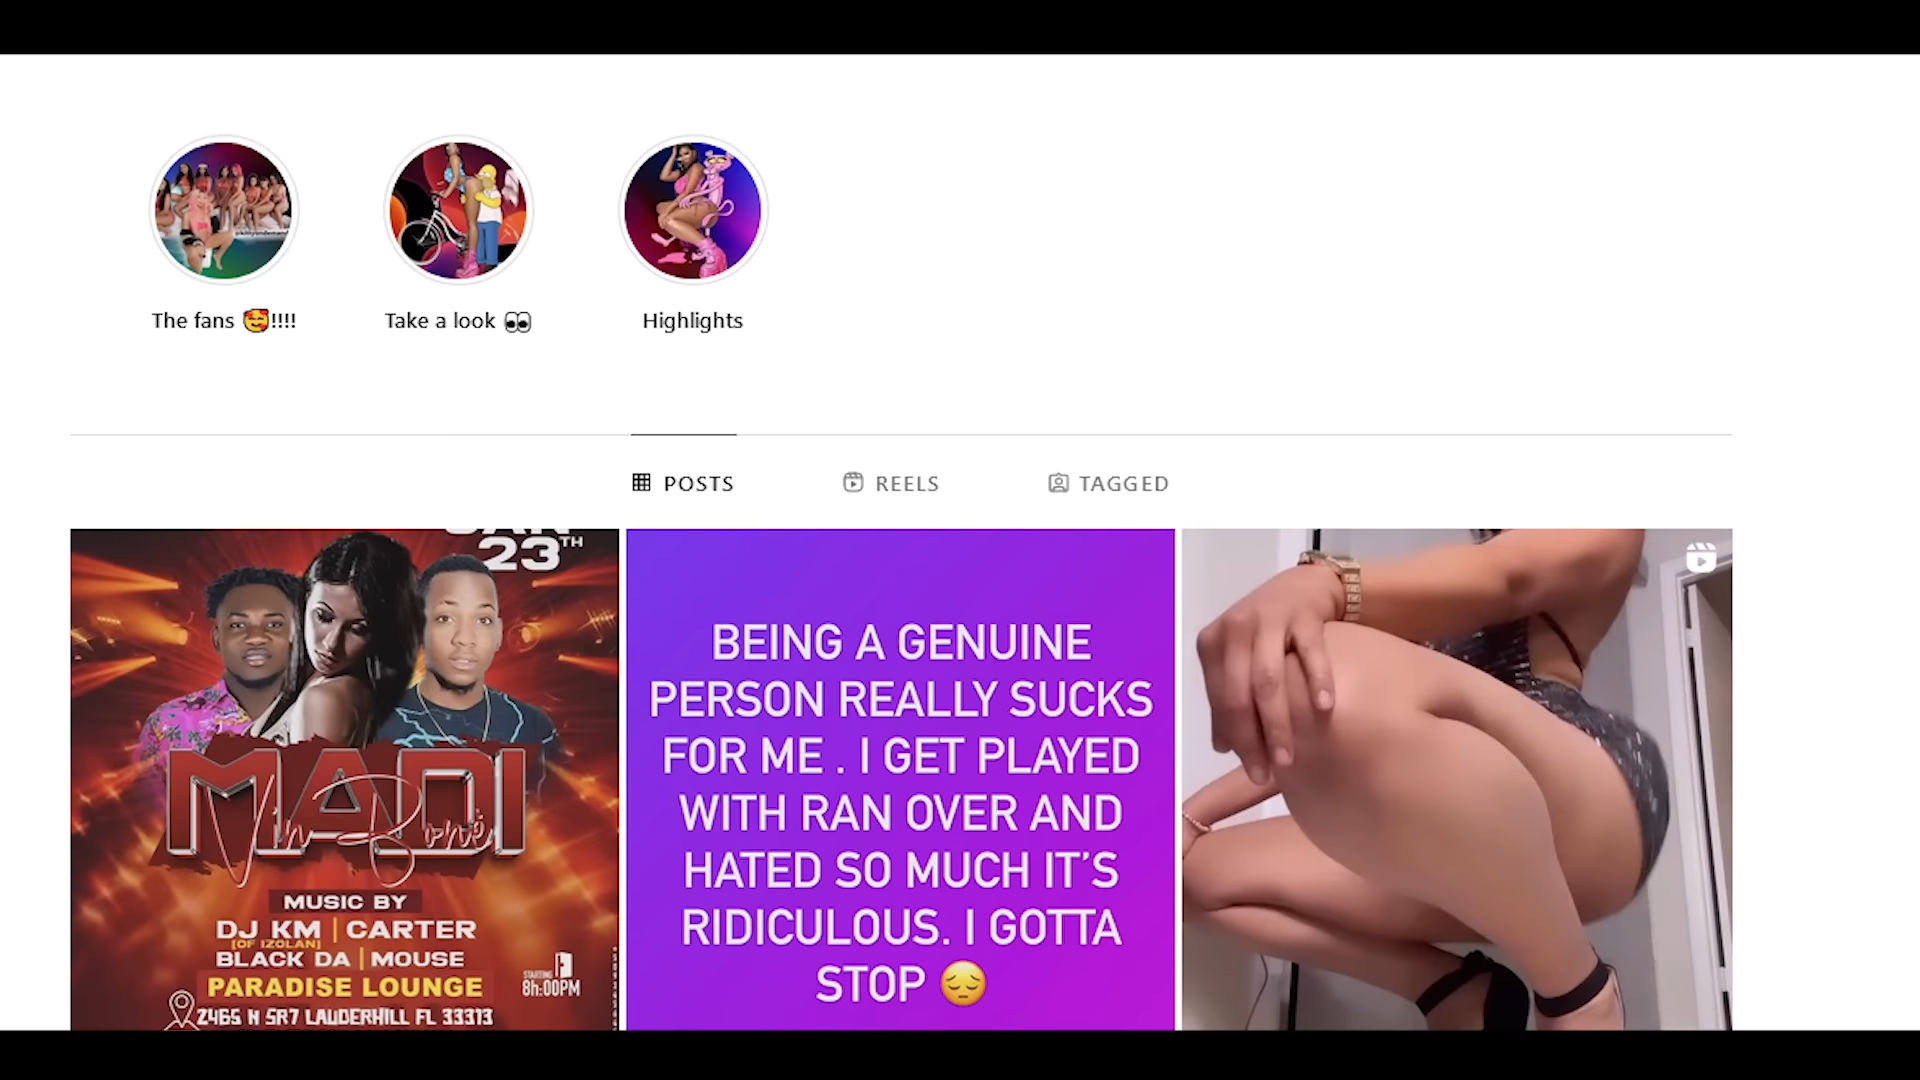 The fans 🥰!!!!
Take a look 👀
Highlights
POSTS
REELS
TAGGED
23TH
MADI
Vin Bonè
MUSIC BY
DJ KM | CARTER
[OF IZOLAN]
BLACK DA | MOUSE
PARADISE LOUNGE
STARTING
8h:00PM
2465 N SR7 LAUDERHILL FL 33313
BEING A GENUINE
PERSON REALLY SUCKS
FOR ME . I GET PLAYED
WITH RAN OVER AND
HATED SO MUCH IT’S
RIDICULOUS. I GOTTA
STOP 😔